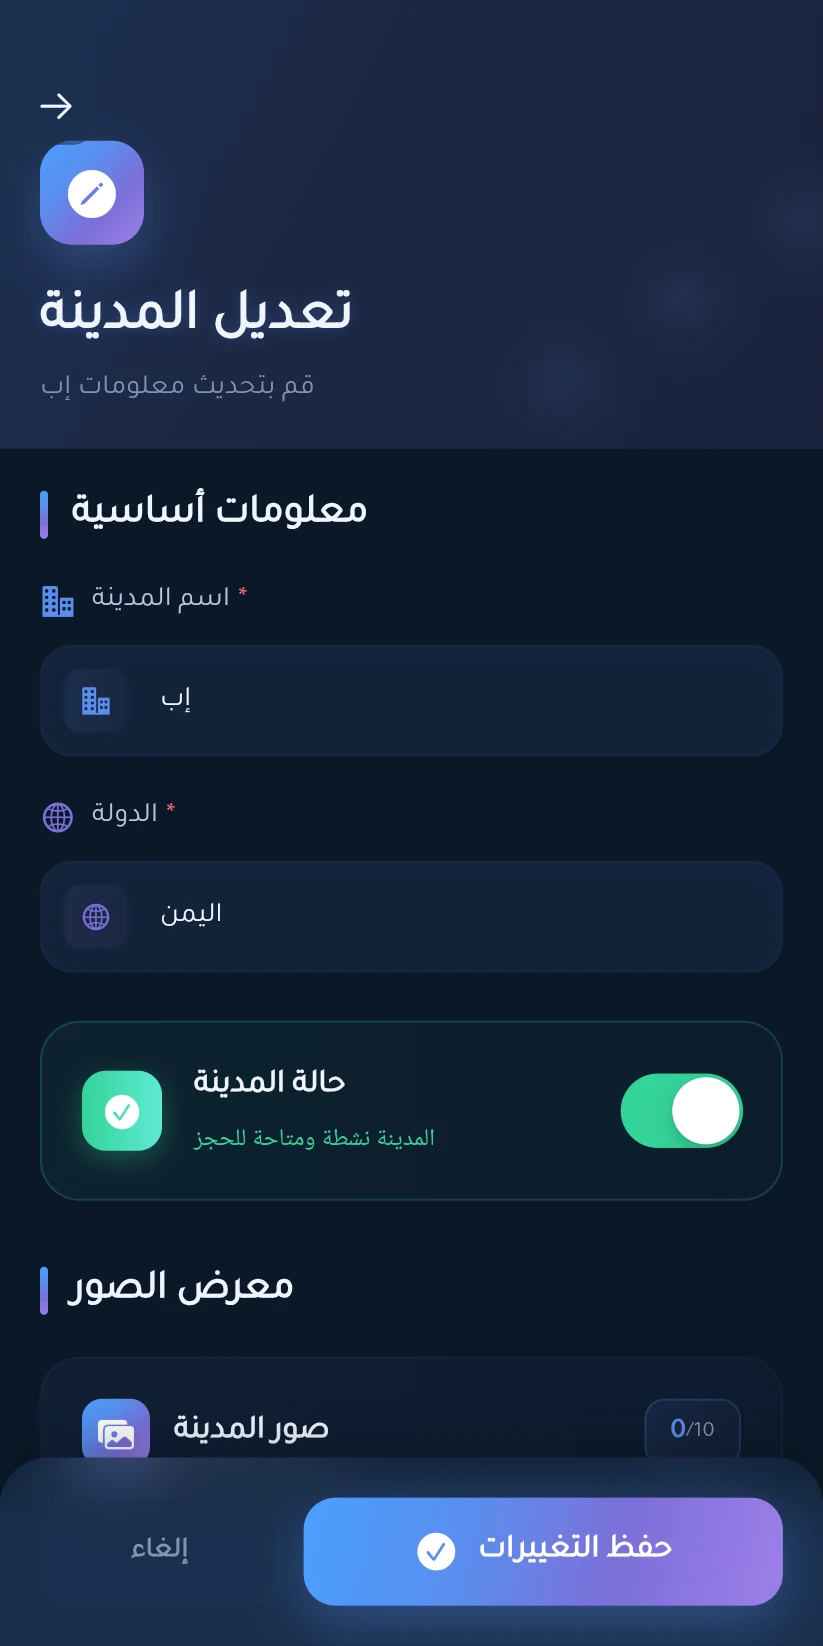 تعديل المدينة
قم بتحديث معلومات إب
معلومات أساسية
اسم المدينة *
إب
الدولة *
اليمن
حالة المدينة
المدينة نشطة ومتاحة للحجز
معرض الصور
صور المدينة
0/10
حفظ التغييرات
إلغاء